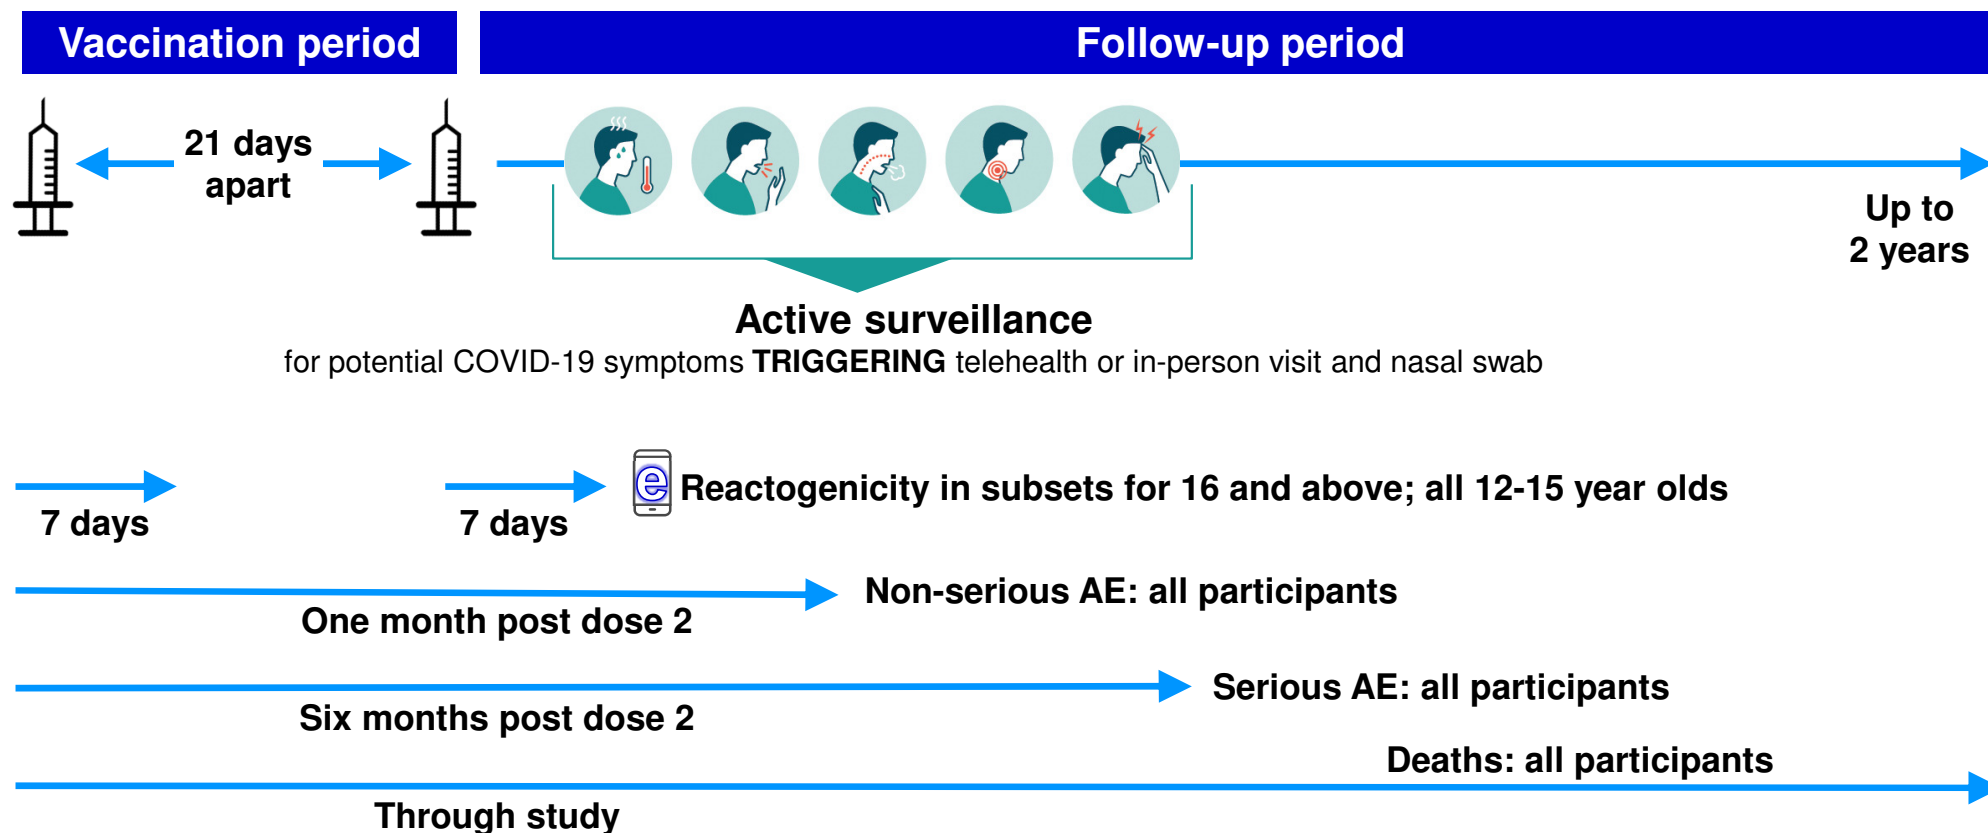 Vaccination period
Follow-up period
21 days
apart
Up to
2 years
Active surveillance
for potential COVID-19 symptoms TRIGGERING telehealth or in-person visit and nasal swab
e
Reactogenicity in subsets for 16 and above; all 12-15 year olds
7 days
7 days
Non-serious AE: all participants
One month post dose 2
Serious AE: all participants
Six months post dose 2
Deaths: all participants
Through study